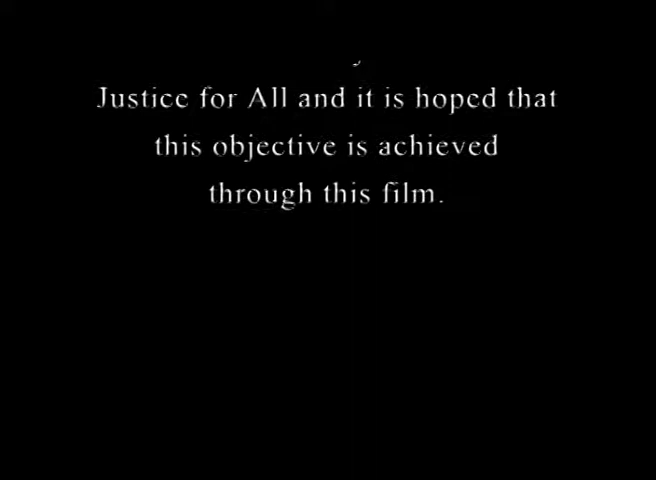 Justice for All and it is hoped that
this objective is achieved
through this film.